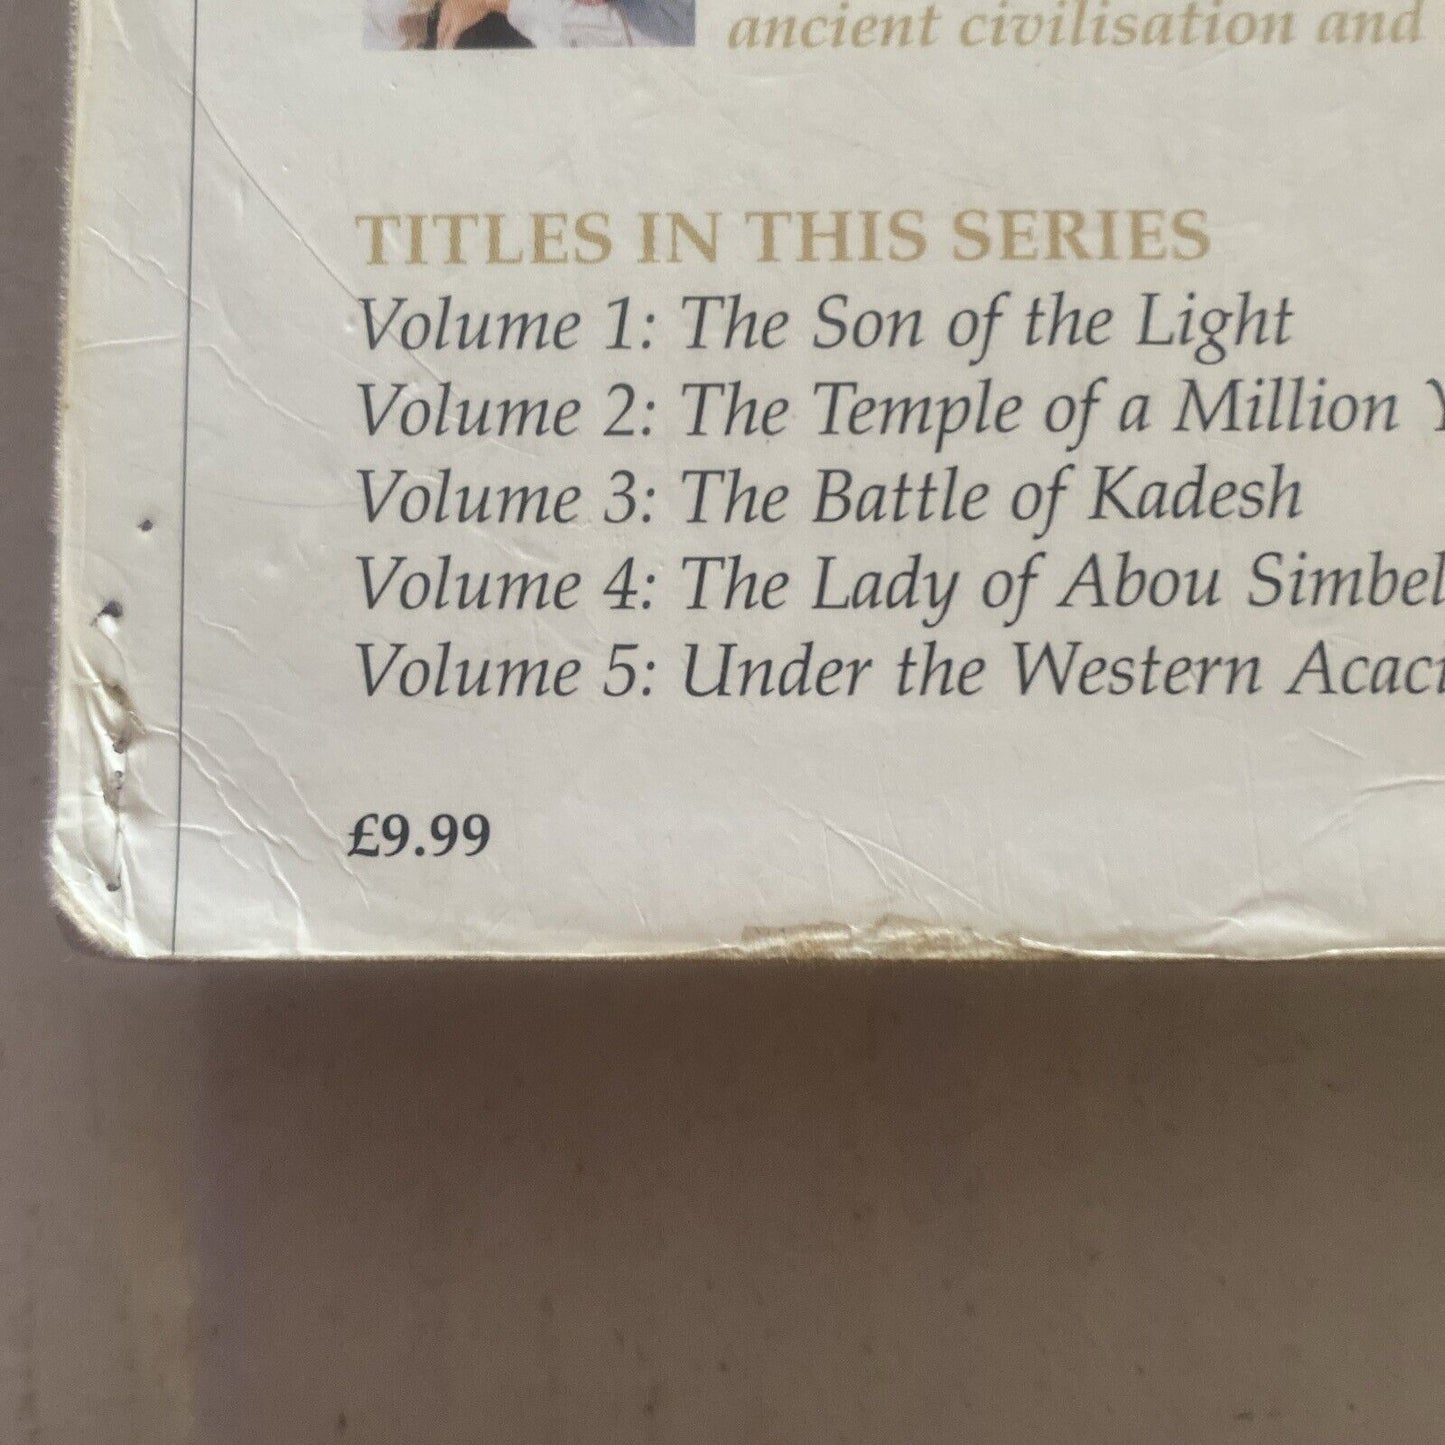 ancient civilisation and
TITLES IN THIS SERIES
Volume 1: The Son of the Light
Volume 2: The Temple of a Million
Volume 3: The Battle of Kadesh
Volume 4: The Lady of Abou Simbel
Volume 5: Under the Western
£9.99